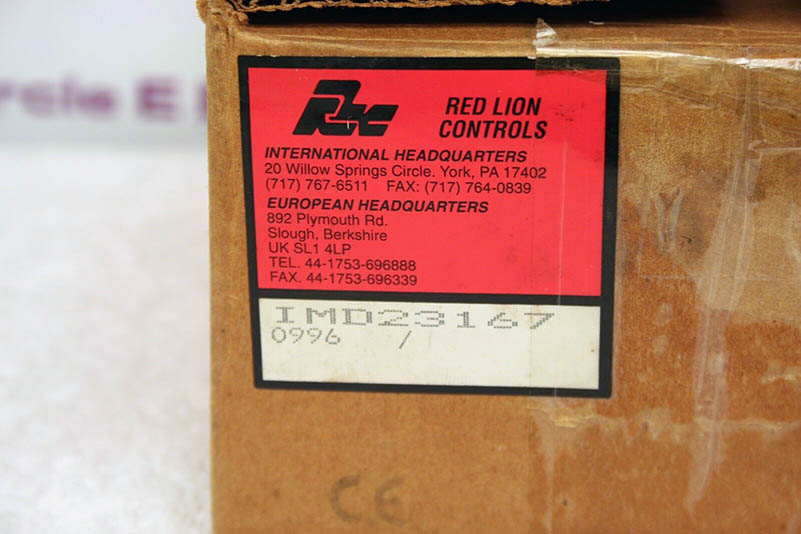 rcle E
RED LION
CONTROLS
INTERNATIONAL HEADQUARTERS
20 Willow Springs Circle. York, PA 17402
(717) 767-6511 FAX: (717) 764-0839
EUROPEAN HEADQUARTERS
892 Plymouth Rd.
Slough, Berkshire
UK SL1 4LP
TEL. 44-1753-696888
FAX. 44-1753-696339
IMD23167
0996 /
CE